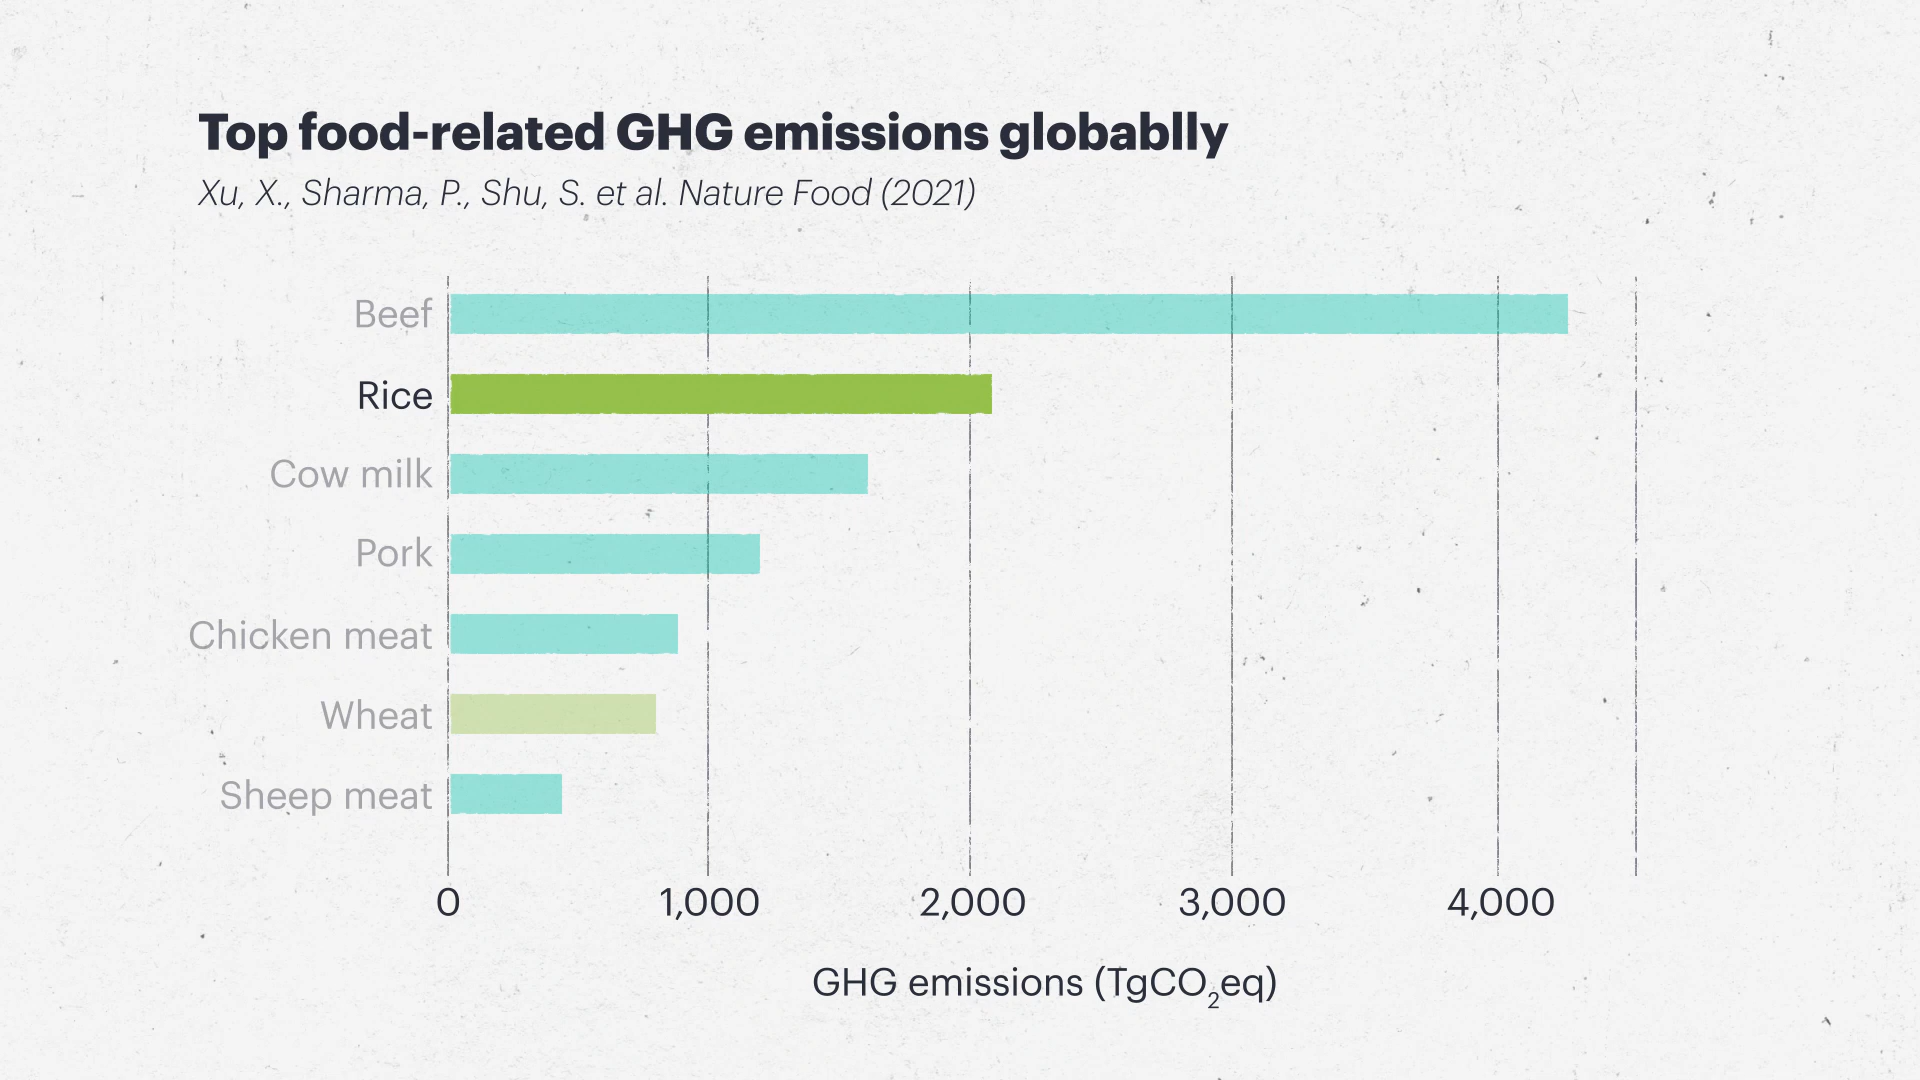 Top food-related GHG emissions globablly
Xu, X., Sharma, P., Shu, S. et al. Nature Food (2021)
Beef
Rice
Cow milk
Pork
Chicken meat
Wheat
Sheep meat
0 1,000 2,000 3,000 4,000
GHG emissions (TgCO₂eq)